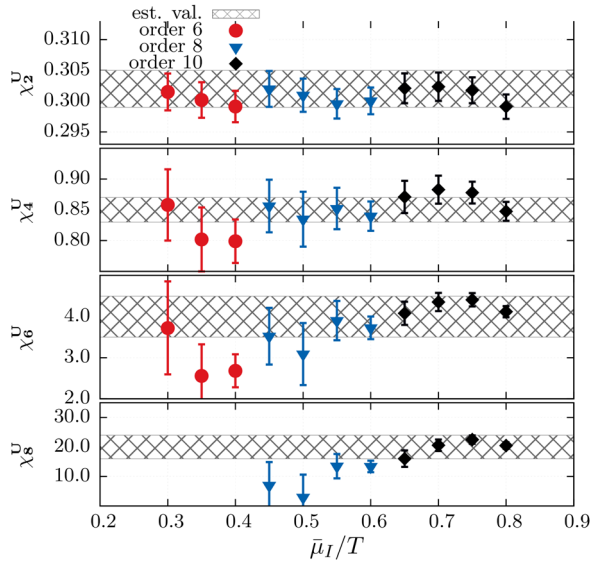 est. val.
order 6
order 8
order 10
0.310
0.305
0.300
0.295
χ₂ᵁ
0.90
0.85
0.80
χ₄ᵁ
4.0
3.0
2.0
χ₆ᵁ
30.0
20.0
10.0
χ₈ᵁ
0.2 0.3 0.4 0.5 0.6 0.7 0.8 0.9
μ̄_I/T